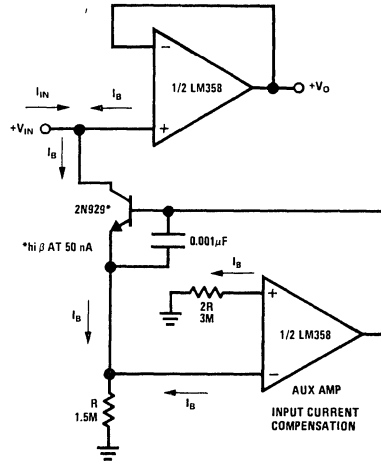 −
1/2 LM358
+
+VO
IIN
IB
+VIN
IB
2N929*
0.001μF
*hi β AT 50 nA
IB
+
2R
3M
1/2 LM358
IB
−
IB
R
1.5M
AUX AMP
INPUT CURRENT
COMPENSATION